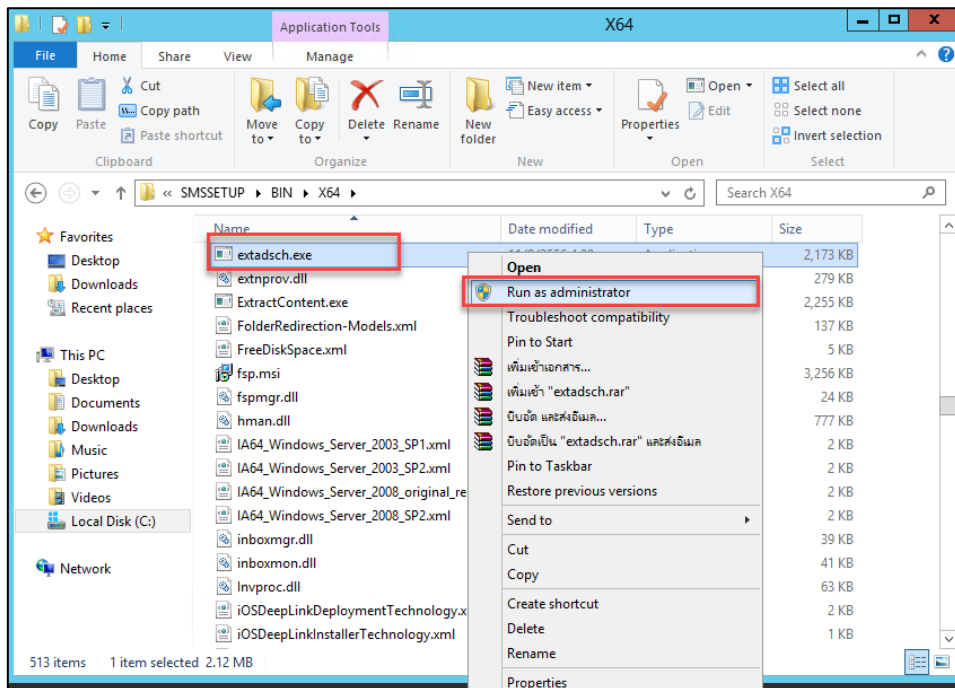 Application Tools
X64
File
Home
Share
View
Manage
Copy
Paste
Cut
Copy path
Paste shortcut
Clipboard
Move to
Copy to
Delete
Rename
Organize
New folder
New item
Easy access
New
Properties
Open
Edit
Open
Select all
Select none
Invert selection
Select
« SMSSETUP BIN X64
Search X64
Favorites
Desktop
Downloads
Recent places
This PC
Desktop
Documents
Downloads
Music
Pictures
Videos
Local Disk (C:)
Network
Name Date modified Type Size
extadsch.exe 2,173 KB
extnprov.dll 279 KB
ExtractContent.exe 2,255 KB
FolderRedirection-Models.xml 137 KB
FreeDiskSpace.xml 5 KB
fsp.msi 3,256 KB
fspmgr.dll 24 KB
hman.dll 777 KB
IA64_Windows_Server_2003_SP1.xml 2 KB
IA64_Windows_Server_2003_SP2.xml 2 KB
IA64_Windows_Server_2008_original_re 2 KB
IA64_Windows_Server_2008_SP2.xml 2 KB
inboxmgr.dll 39 KB
inboxmon.dll 41 KB
Invproc.dll 63 KB
iOSDeepLinkDeploymentTechnology.x 2 KB
iOSDeepLinkInstallerTechnology.xml 1 KB
Open
Run as administrator
Troubleshoot compatibility
Pin to Start
เพิ่มเข้าเอกสาร...
เพิ่มเข้า "extadsch.rar"
บีบอัด และส่งอีเมล...
บีบอัดเป็น "extadsch.rar" และส่งอีเมล
Pin to Taskbar
Restore previous versions
Send to
Cut
Copy
Create shortcut
Delete
Rename
Properties
513 items 1 item selected 2.12 MB